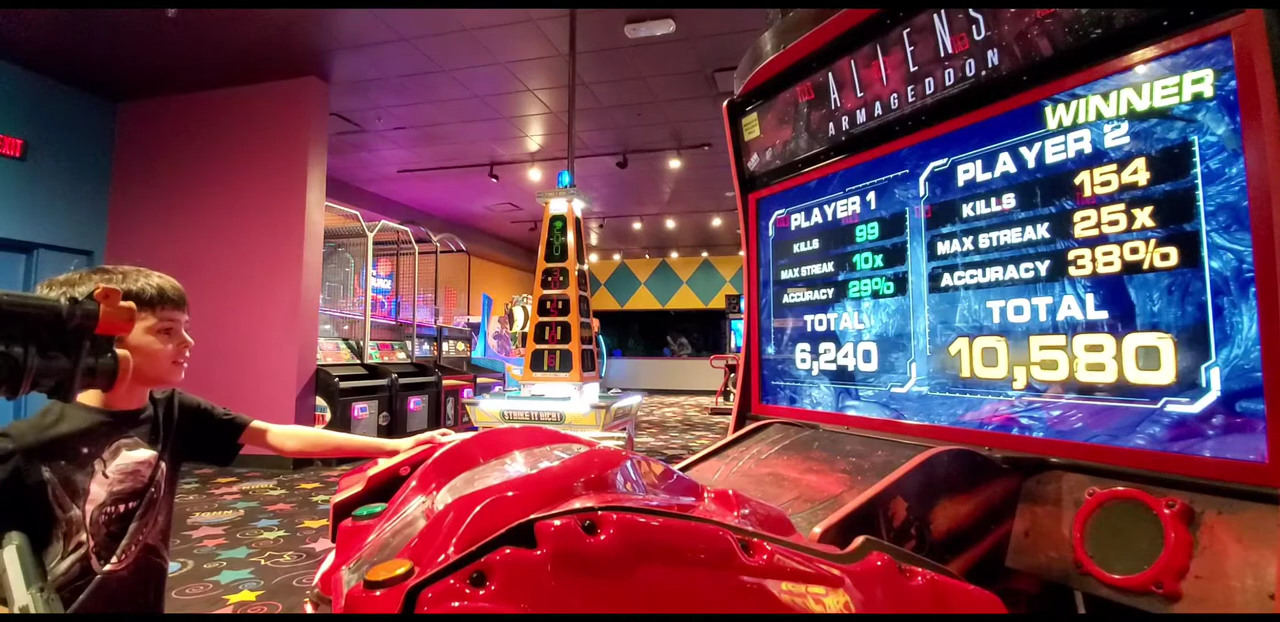 EXIT
ALIENS
ARMAGEDDON
WINNER
PLAYER 1
KILLS 99
MAX STREAK 10x
ACCURACY 29%
TOTAL
6,240
PLAYER 2
KILLS 154
MAX STREAK 25x
ACCURACY 38%
TOTAL
10,580
STRIKE IT RICH!